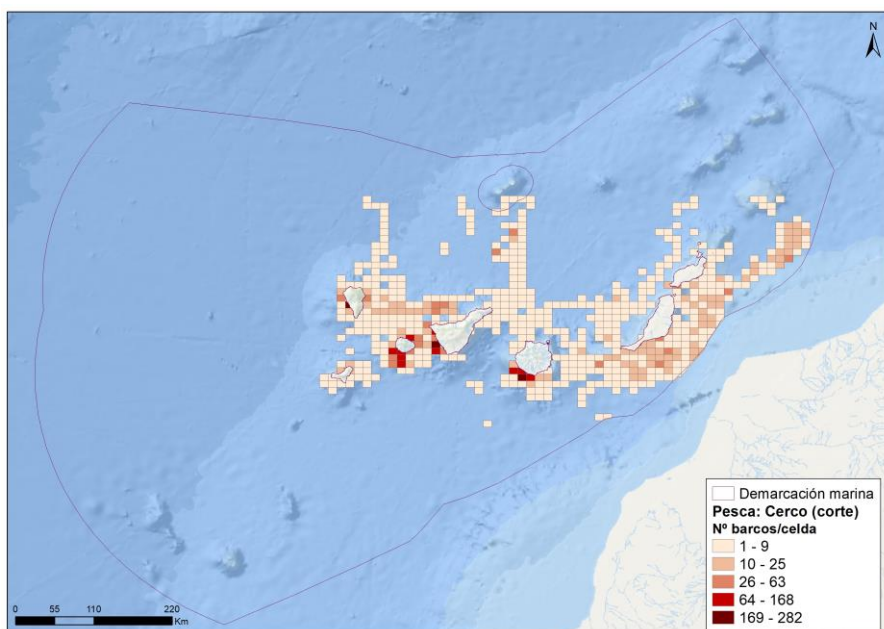 N
Demarcación marina
Pesca: Cerco (corte)
Nº barcos/celda
1 - 9
10 - 25
26 - 63
64 - 168
169 - 282
0 55 110 220
Km